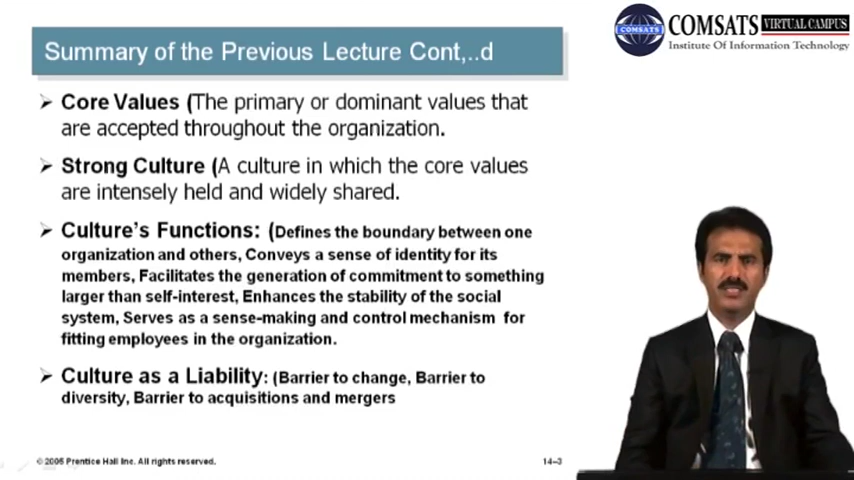 Summary of the Previous Lecture Cont,..d
COMSATS
COMSATS VIRTUAL CAMPUS
Institute Of Information Technology
➢ Core Values (The primary or dominant values that
are accepted throughout the organization.
➢ Strong Culture (A culture in which the core values
are intensely held and widely shared.
➢ Culture's Functions: (Defines the boundary between one
organization and others, Conveys a sense of identity for its
members, Facilitates the generation of commitment to something
larger than self-interest, Enhances the stability of the social
system, Serves as a sense-making and control mechanism for
fitting employees in the organization.
➢ Culture as a Liability: (Barrier to change, Barrier to
diversity, Barrier to acquisitions and mergers
© 2005 Prentice Hall Inc. All rights reserved.
14–3